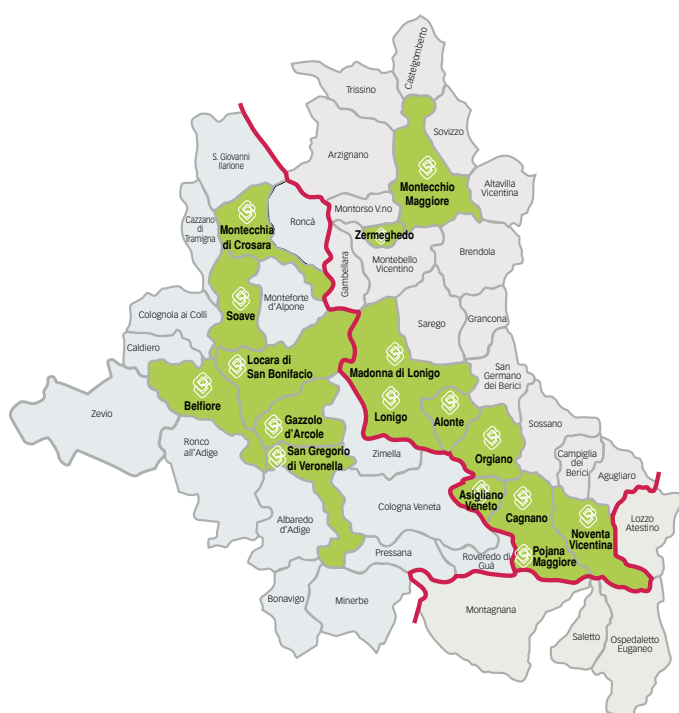 Castelgomberto
Trissino
Sovizzo
Arzignano
S. Giovanni
Ilarione
Montecchio
Maggiore
Altavilla
Vicentina
Cazzano
di
Tramigna
Montecchia
di Crosara
Roncà
Montorso V.no
Zermeghedo
Brendola
Gambellara
Montebello
Vicentino
Colognola ai Colli
Soave
Monteforte
d'Alpone
Sarego
Grancona
Caldiero
Locara di
San Bonifacio
Madonna di Lonigo
San
Germano
dei Berici
Zevio
Belfiore
Lonigo
Alonte
Gazzolo
d'Arcole
Sossano
Ronco
all'Adige
San Gregorio
di Veronella
Zimella
Orgiano
Campiglia
dei
Berici
Agugliaro
Asigliano
Veneto
Cologna Veneta
Cagnano
Noventa
Vicentina
Lozzo
Atestino
Albaredo
d'Adige
Pressana
Roveredo di
Guà
Pojana
Maggiore
Bonavigo
Minerbe
Montagnana
Saletto
Ospedaletto
Euganeo